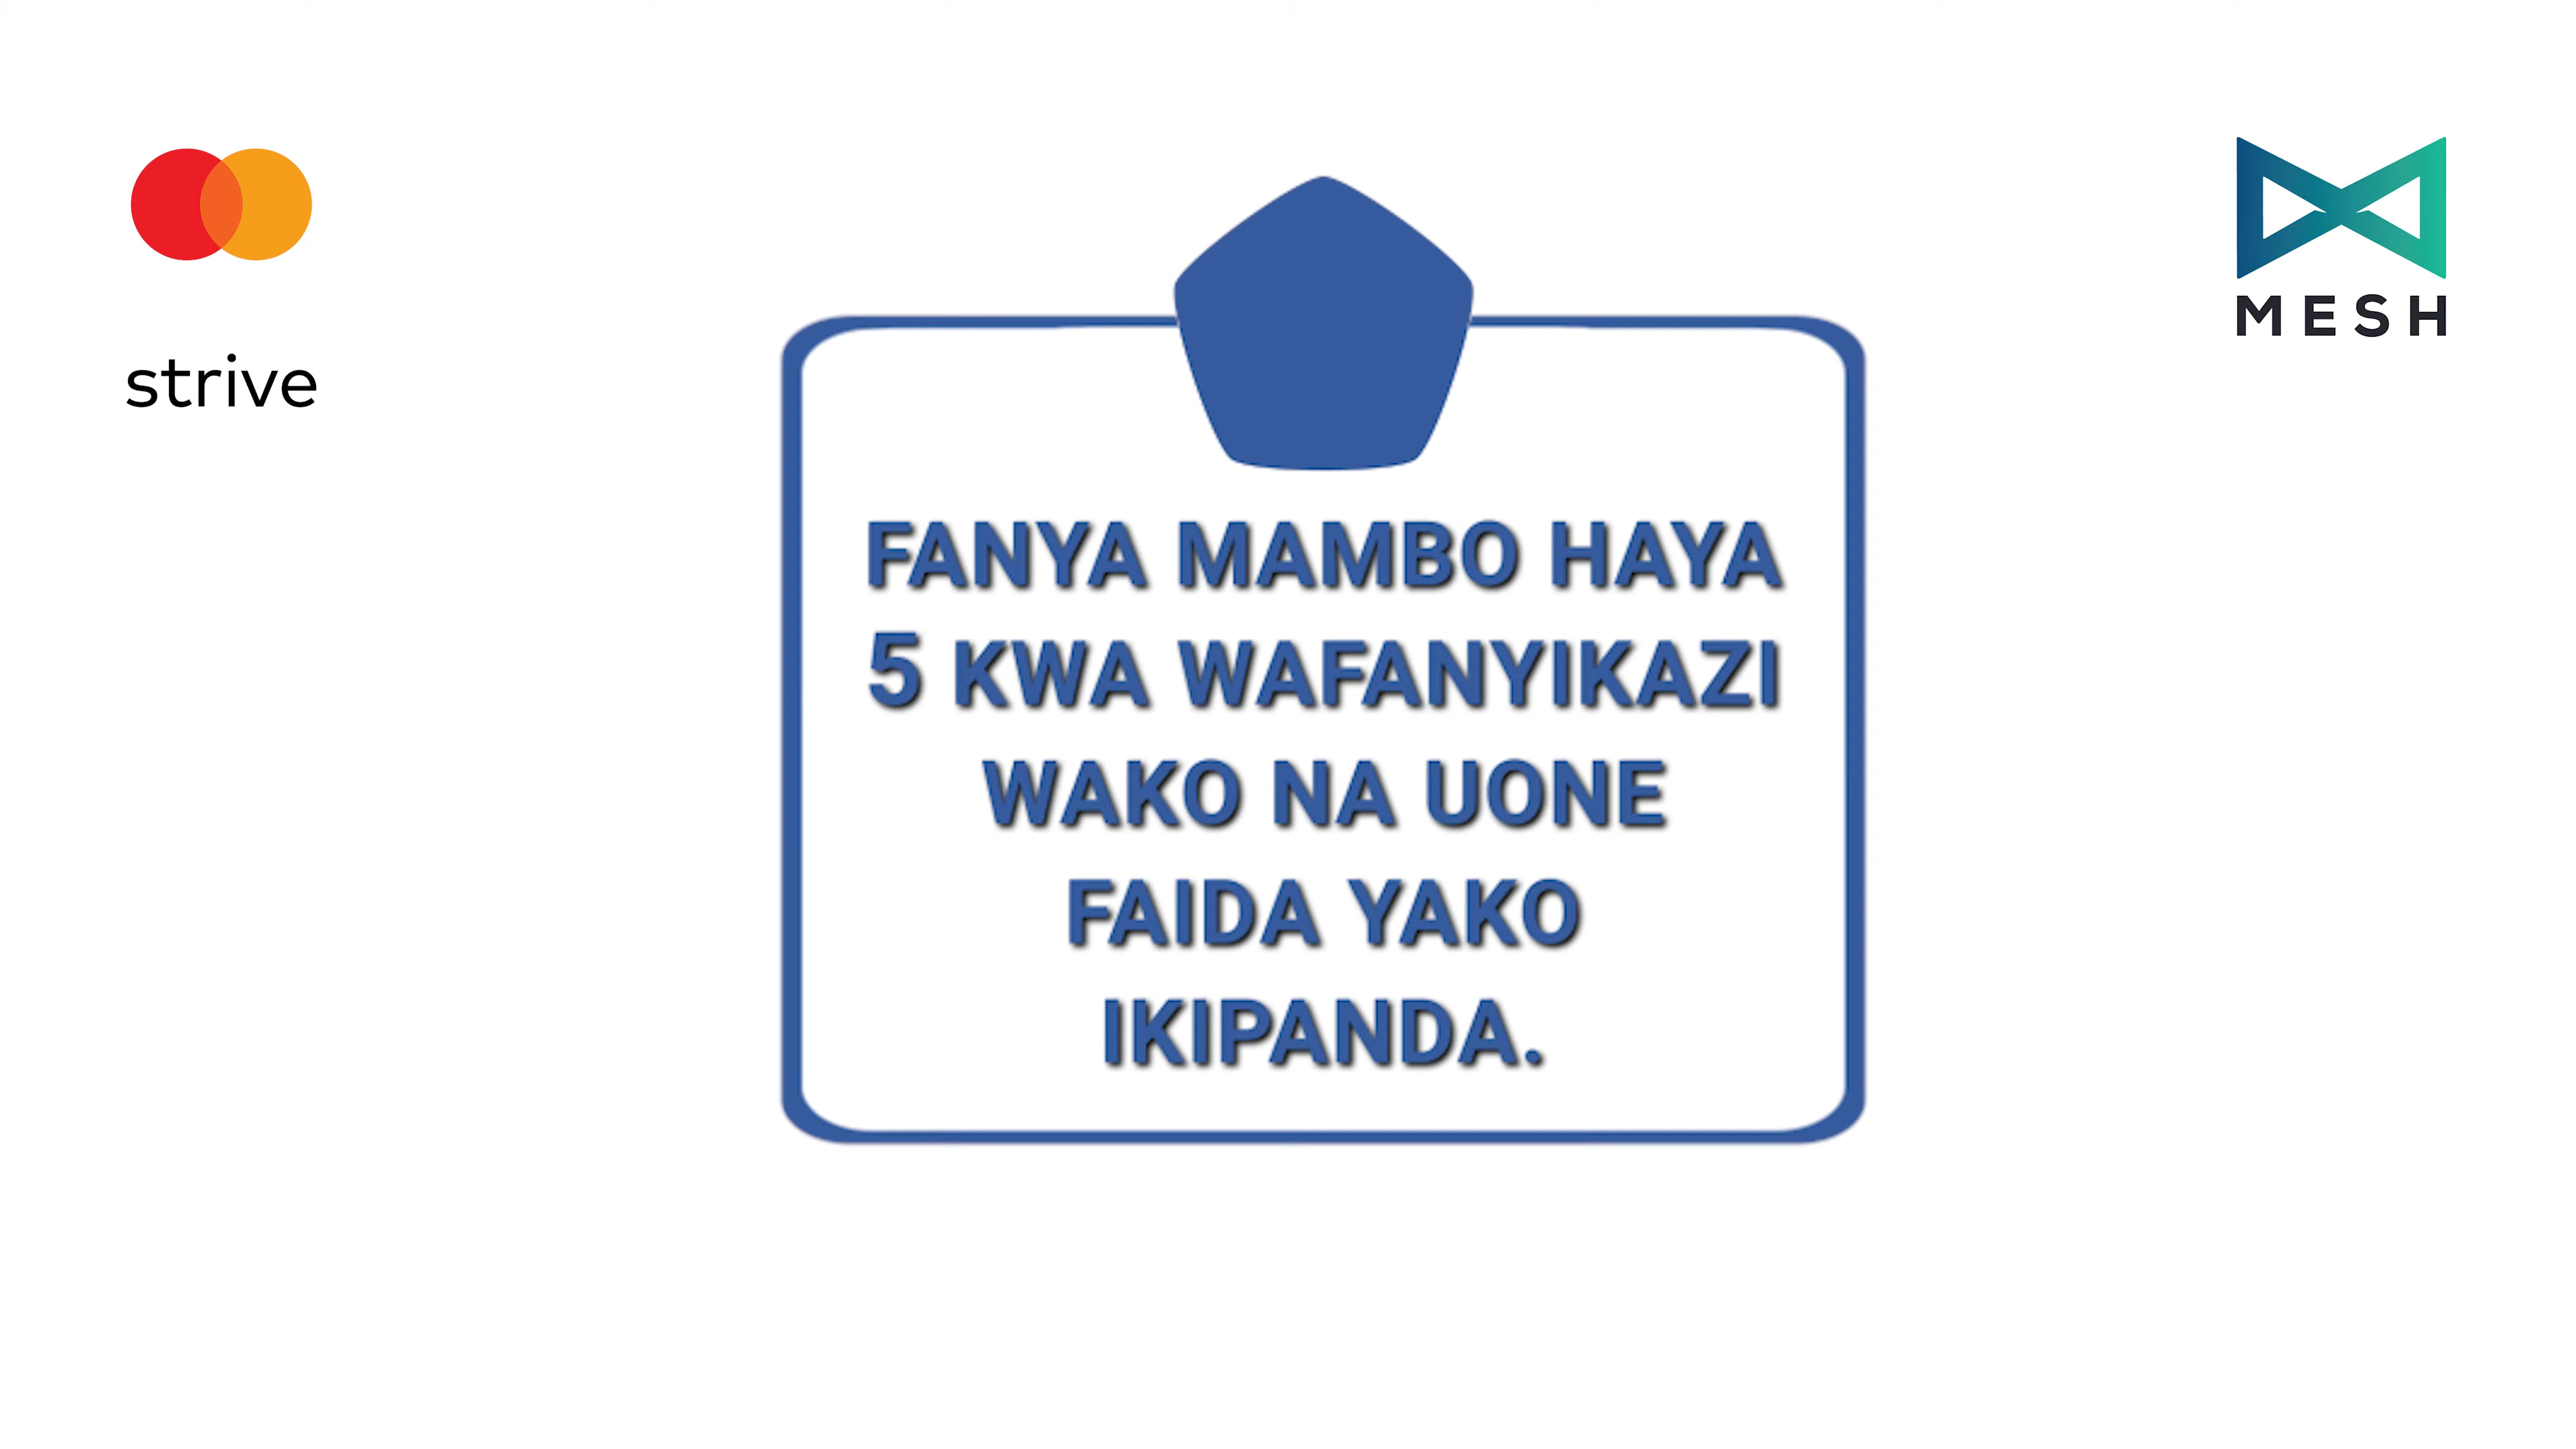 strive
MESH
FANYA MAMBO HAYA
5 KWA WAFANYIKAZI
WAKO NA UONE
FAIDA YAKO
IKIPANDA.